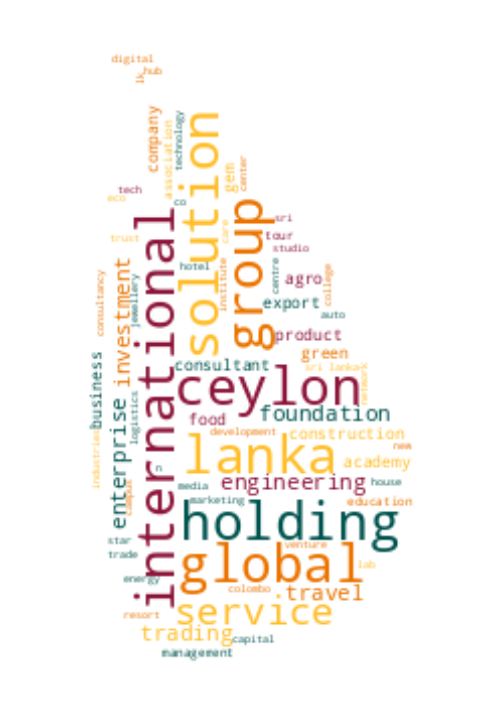 digital
hub
lk
company
association
technology
solution
gem
center
tech
eco
co
international
group
sri
care
tour
trust
studio
hotel
institute
centre
agro
college
consultancy
investment
jewellery
export
auto
product
green
business
consultant
sri lankan
network
ceylon
enterprise
logistics
food
foundation
development
construction
new
industries
lanka
academy
n
campus
media
engineering
house
marketing
education
holding
star
trade
venture
global
lab
energy
colombo
travel
resort
service
trading
capital
management